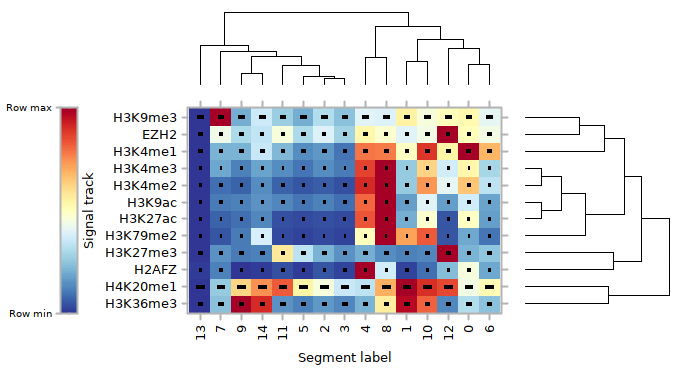 Row max
Row min
Signal track
H3K9me3
EZH2
H3K4me1
H3K4me3
H3K4me2
H3K9ac
H3K27ac
H3K79me2
H3K27me3
H2AFZ
H4K20me1
H3K36me3
13 7 9 14 11 5 2 3 4 8 1 10 12 0 6
Segment label